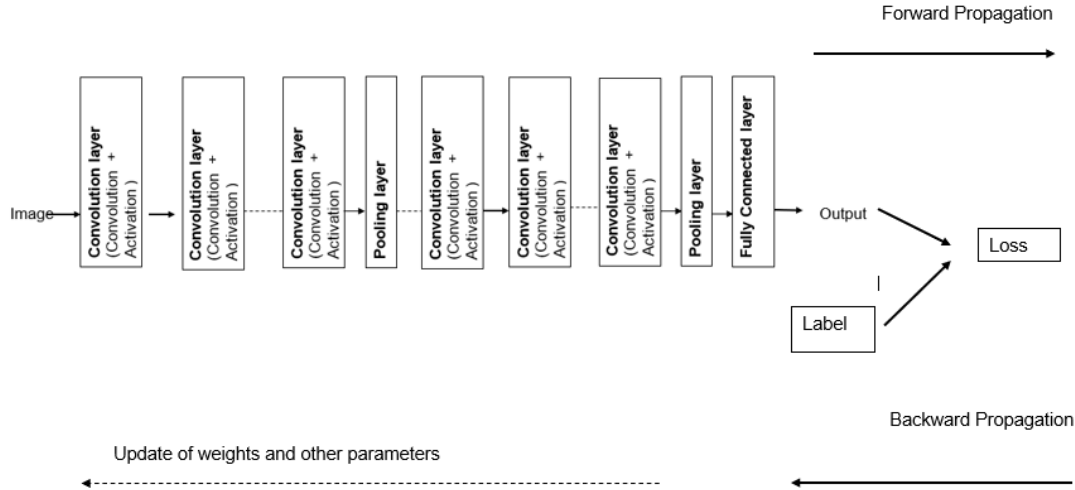 Forward Propagation
Image
Convolution layer
(Convolution +
Activation )
Convolution layer
(Convolution +
Activation )
Convolution layer
(Convolution +
Activation )
Pooling layer
Convolution layer
(Convolution +
Activation )
Convolution layer
(Convolution +
Activation )
Convolution layer
(Convolution +
Activation )
Pooling layer
Fully Connected layer
Output
Loss
Label
Backward Propagation
Update of weights and other parameters